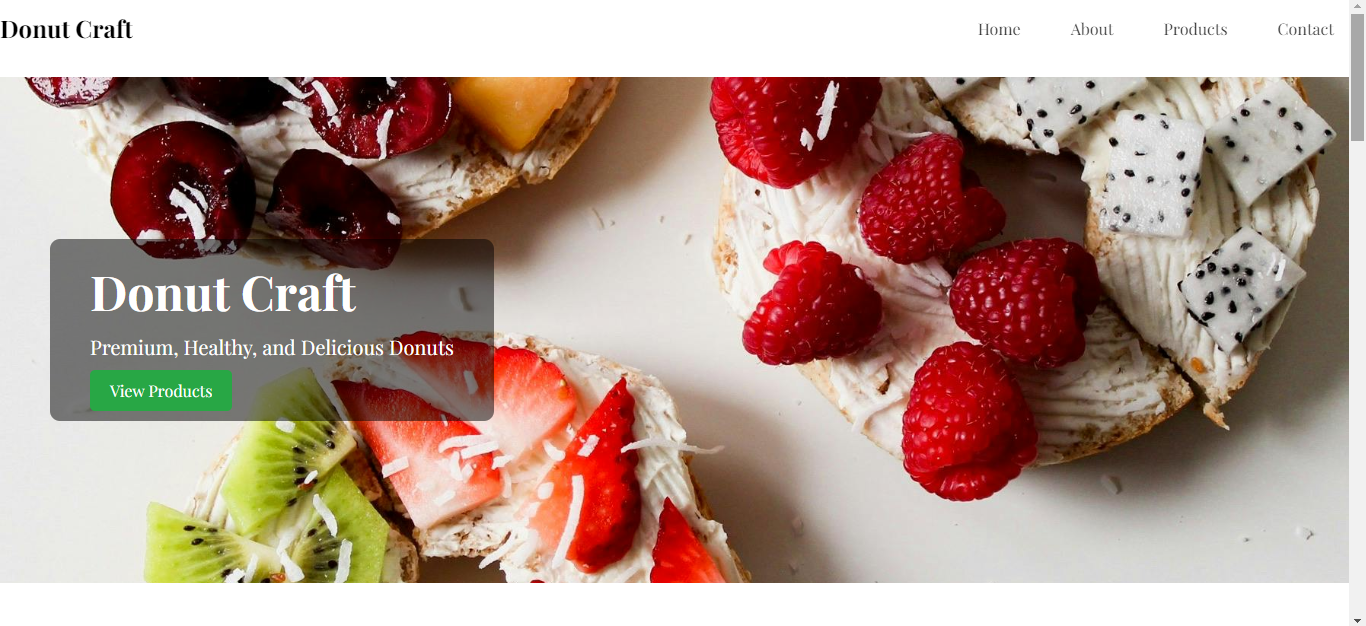 Donut Craft
Home About Products Contact
Donut Craft
Premium, Healthy, and Delicious Donuts
View Products